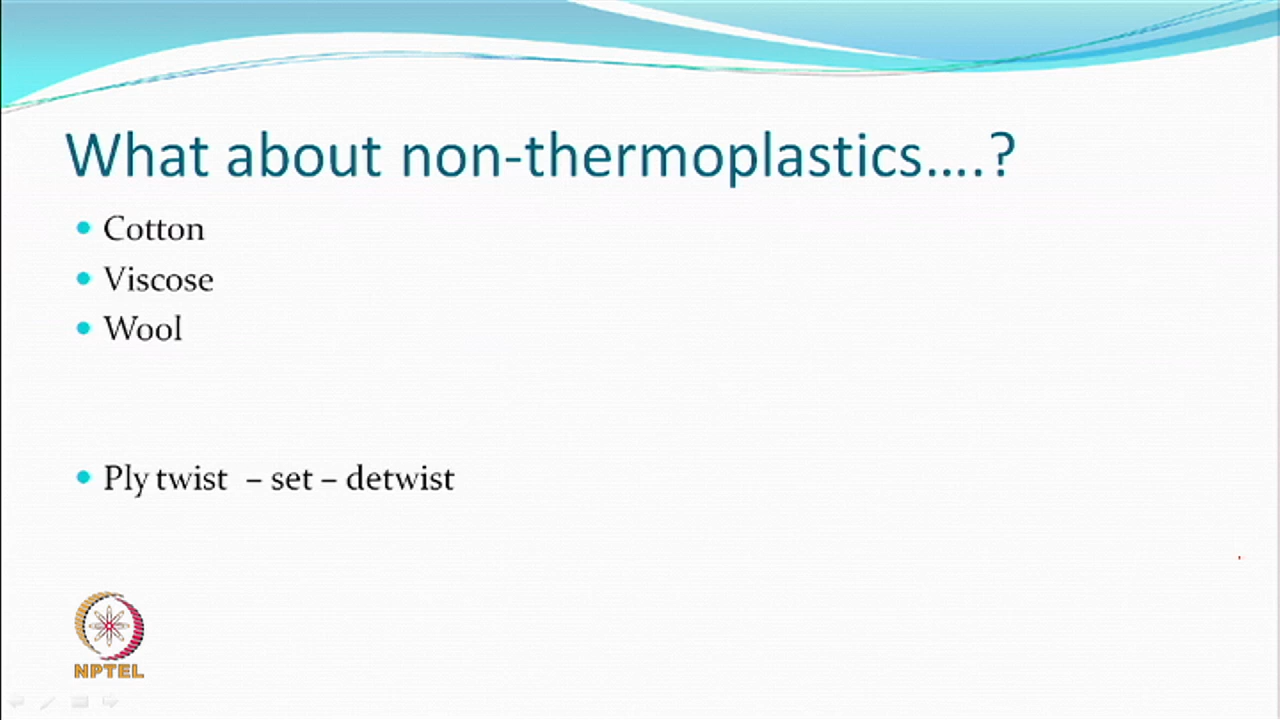 What about non-thermoplastics....?
Cotton
Viscose
Wool
Ply twist – set – detwist
NPTEL